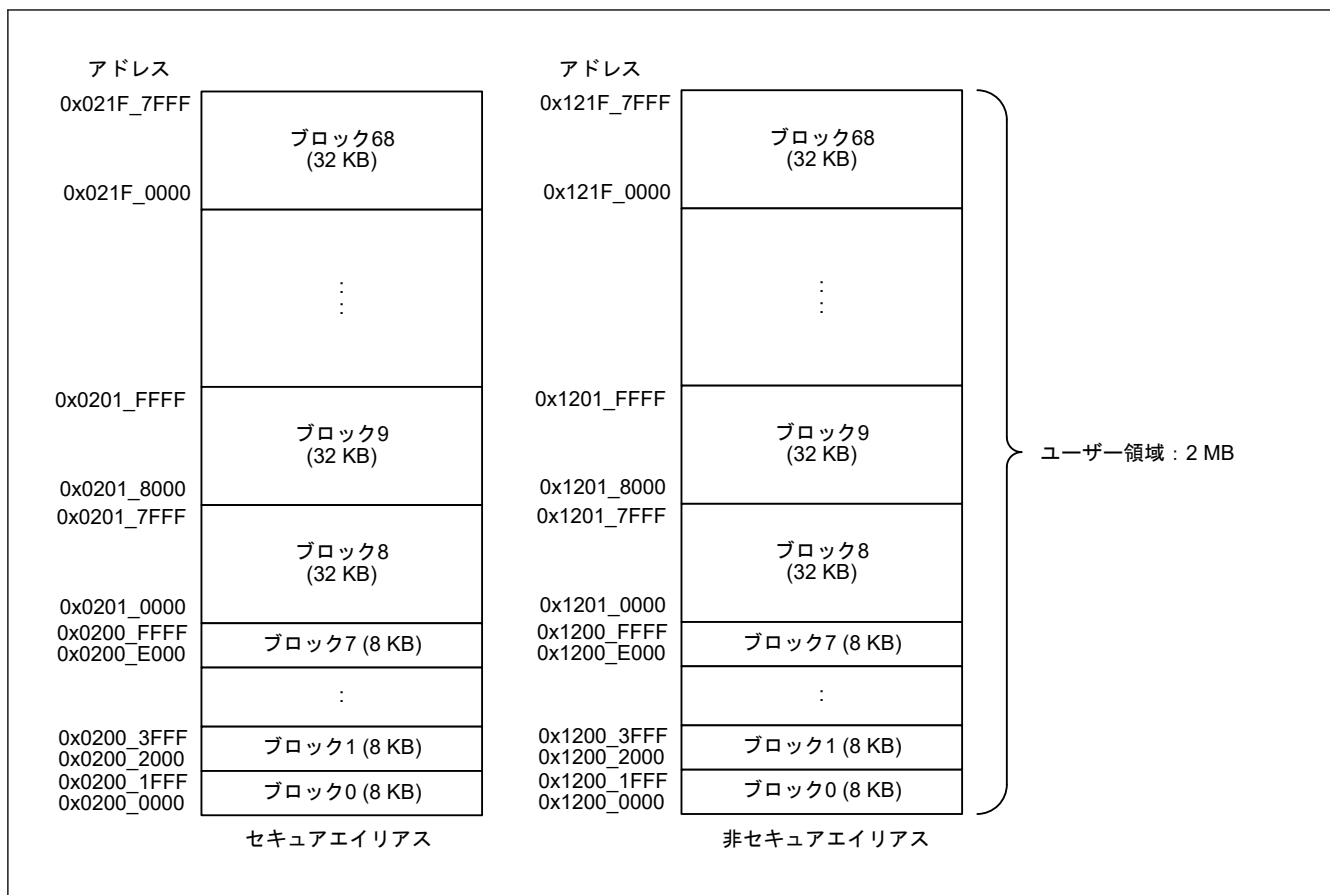 アドレス
0x021F_7FFF
ブロック68
(32 KB)
0x021F_0000
:
:
0x0201_FFFF
ブロック9
(32 KB)
0x0201_8000
0x0201_7FFF
ブロック8
(32 KB)
0x0201_0000
0x0200_FFFF
ブロック7 (8 KB)
0x0200_E000
:
0x0200_3FFF
ブロック1 (8 KB)
0x0200_2000
0x0200_1FFF
ブロック0 (8 KB)
0x0200_0000
セキュアエイリアス
アドレス
0x121F_7FFF
ブロック68
(32 KB)
0x121F_0000
:
:
0x1201_FFFF
ブロック9
(32 KB)
0x1201_8000
0x1201_7FFF
ブロック8
(32 KB)
0x1201_0000
0x1200_FFFF
ブロック7 (8 KB)
0x1200_E000
:
0x1200_3FFF
ブロック1 (8 KB)
0x1200_2000
0x1200_1FFF
ブロック0 (8 KB)
0x1200_0000
非セキュアエイリアス
ユーザー領域：2 MB